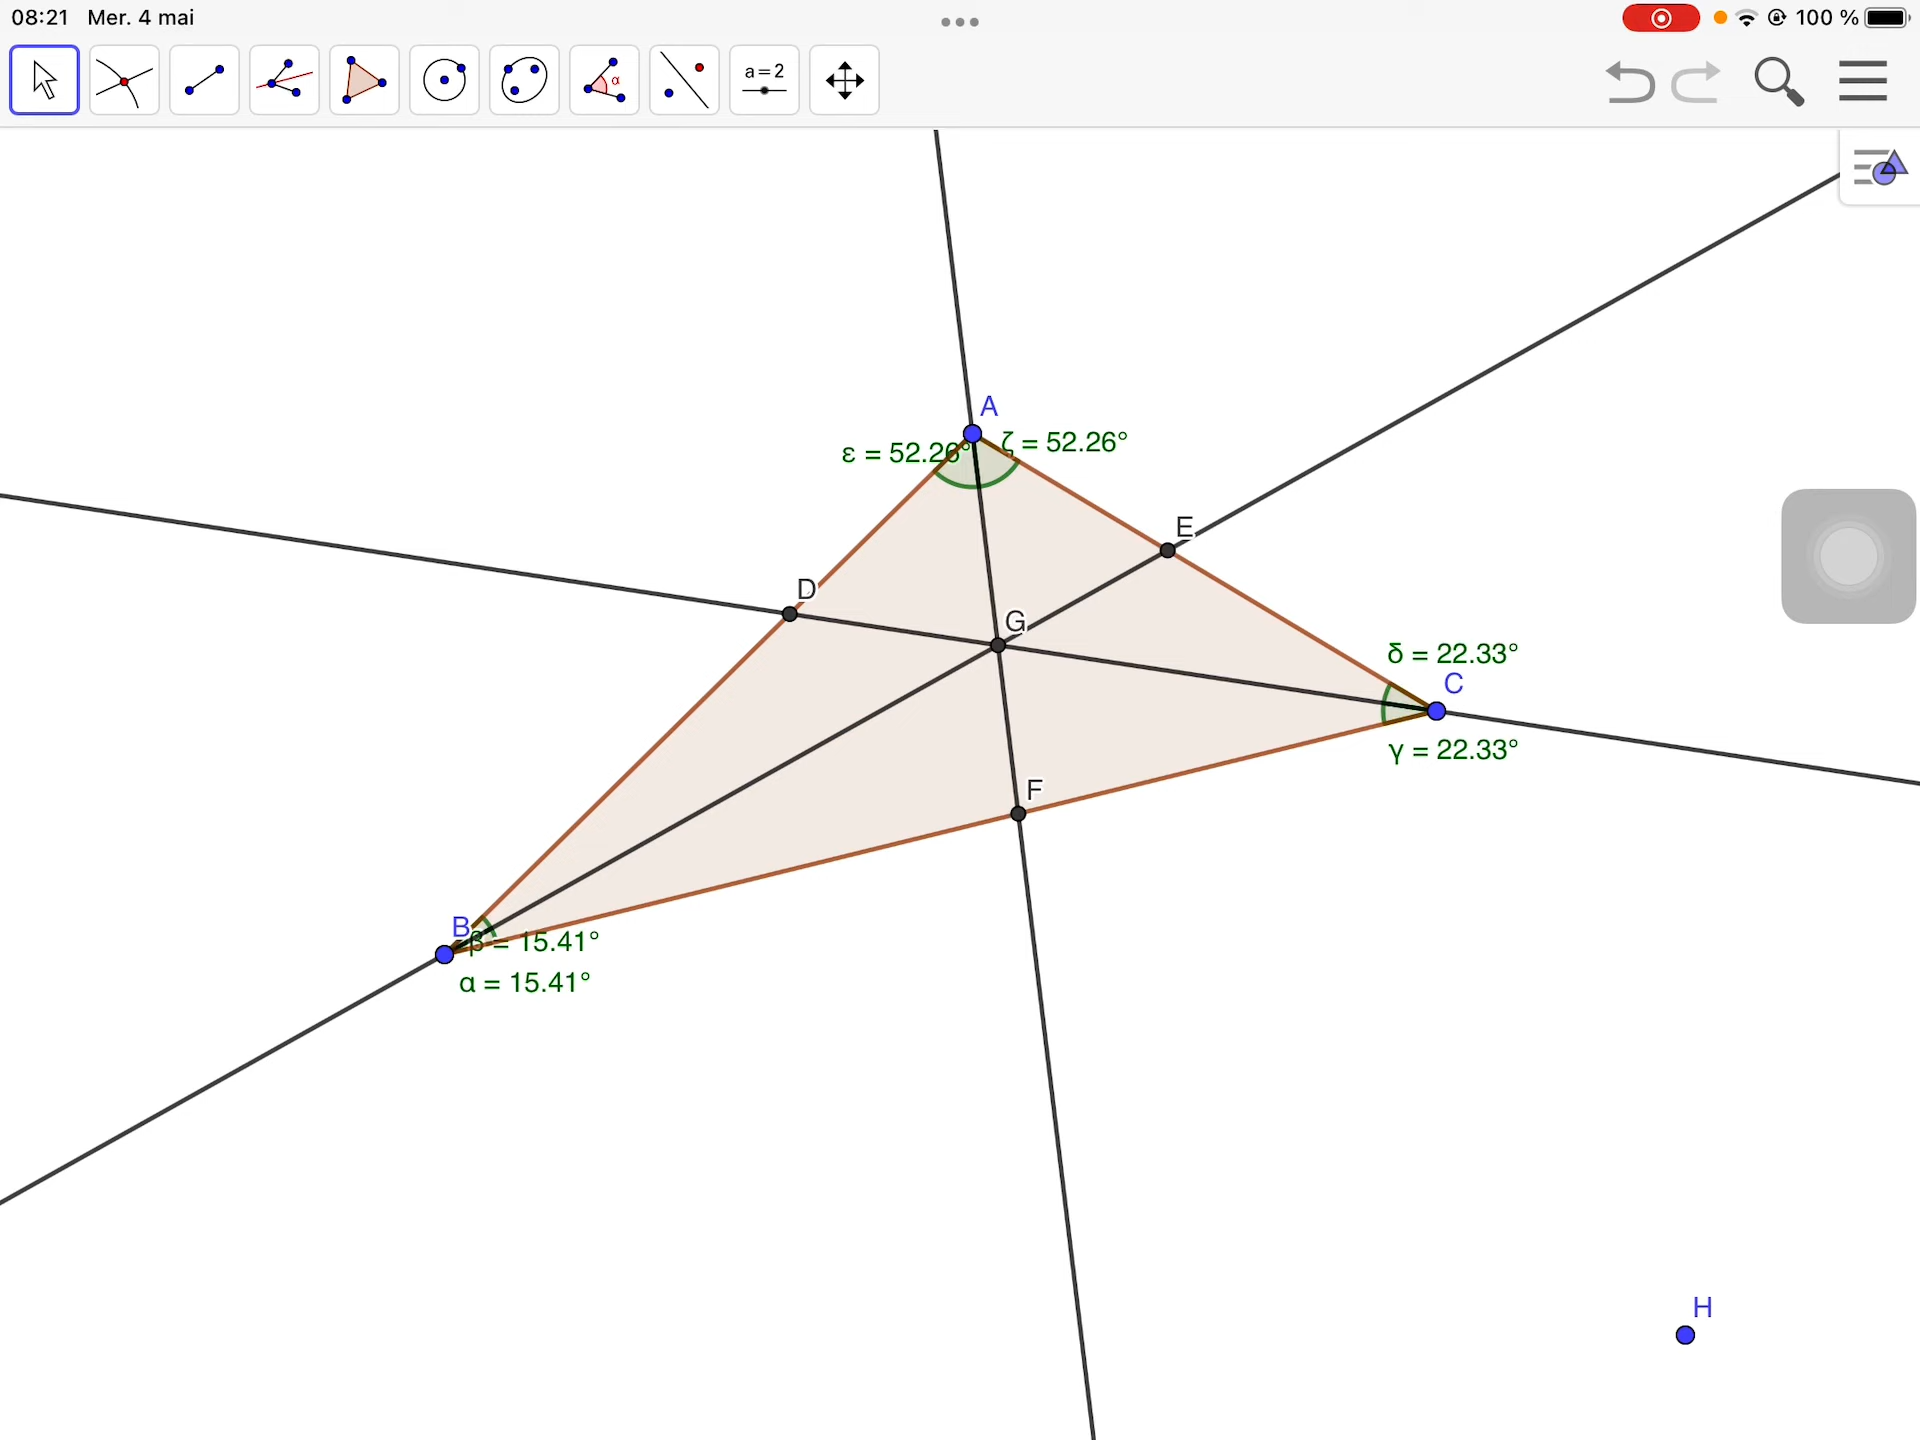 08:21 Mer. 4 mai
100 %
α
a=2
A
ε = 52.26°
ζ = 52.26°
E
D
G
δ = 22.33°
C
γ = 22.33°
F
B
β = 15.41°
α = 15.41°
H